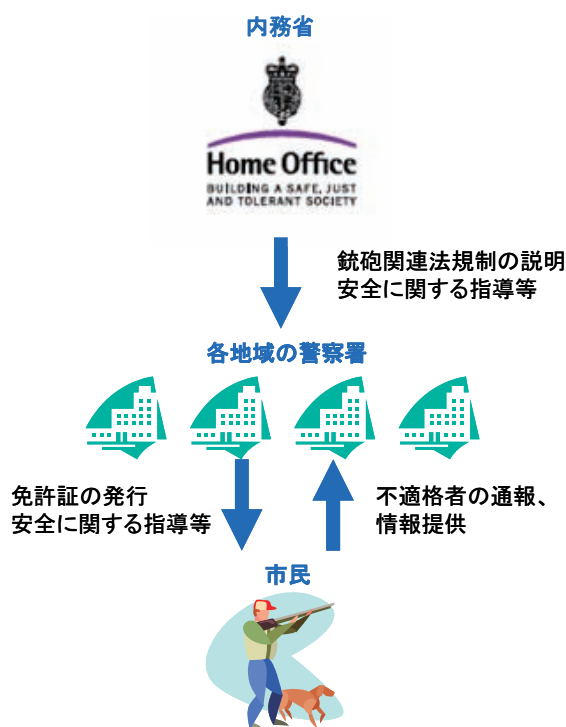 内務省
Home Office
BUILDING A SAFE, JUST
AND TOLERANT SOCIETY
銃砲関連法規制の説明
安全に関する指導等
各地域の警察署
免許証の発行
安全に関する指導等
不適格者の通報、
情報提供
市民